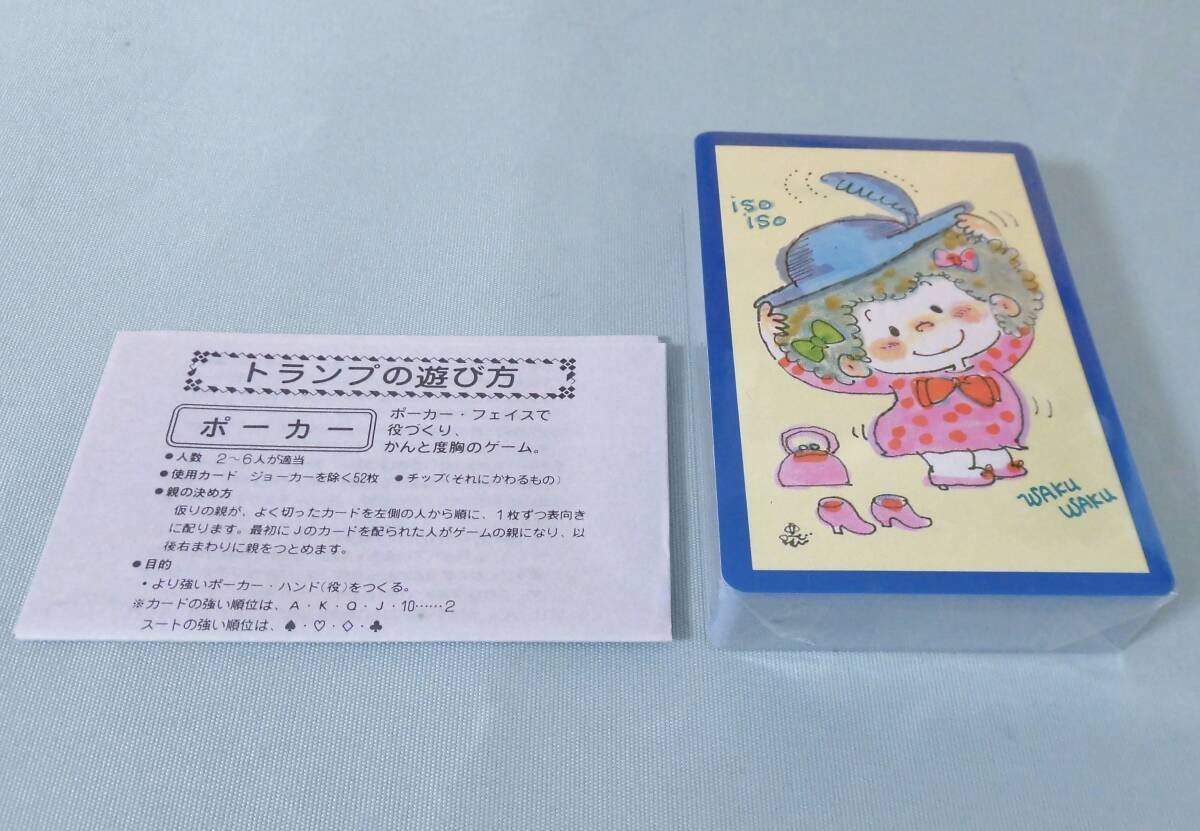 トランプの遊び方
ポーカー
ポーカー・フェイスで
役づくり、
かんと度胸のゲーム。
●人数 2〜6人が適当
●使用カード ジョーカーを除く52枚 ●チップ(それにかわるもの)
●親の決め方
仮りの親が、よく切ったカードを左側の人から順に、1枚ずつ表向き
に配ります。最初にJのカードを配られた人がゲームの親になり、以
後右まわりに親をつとめます。
●目的
・より強いポーカー・ハンド(役)をつくる。
※カードの強い順位は、A・K・Q・J・10……2
スートの強い順位は、♠・♡・◇・♣
iso
iso
WAKU
WAKU